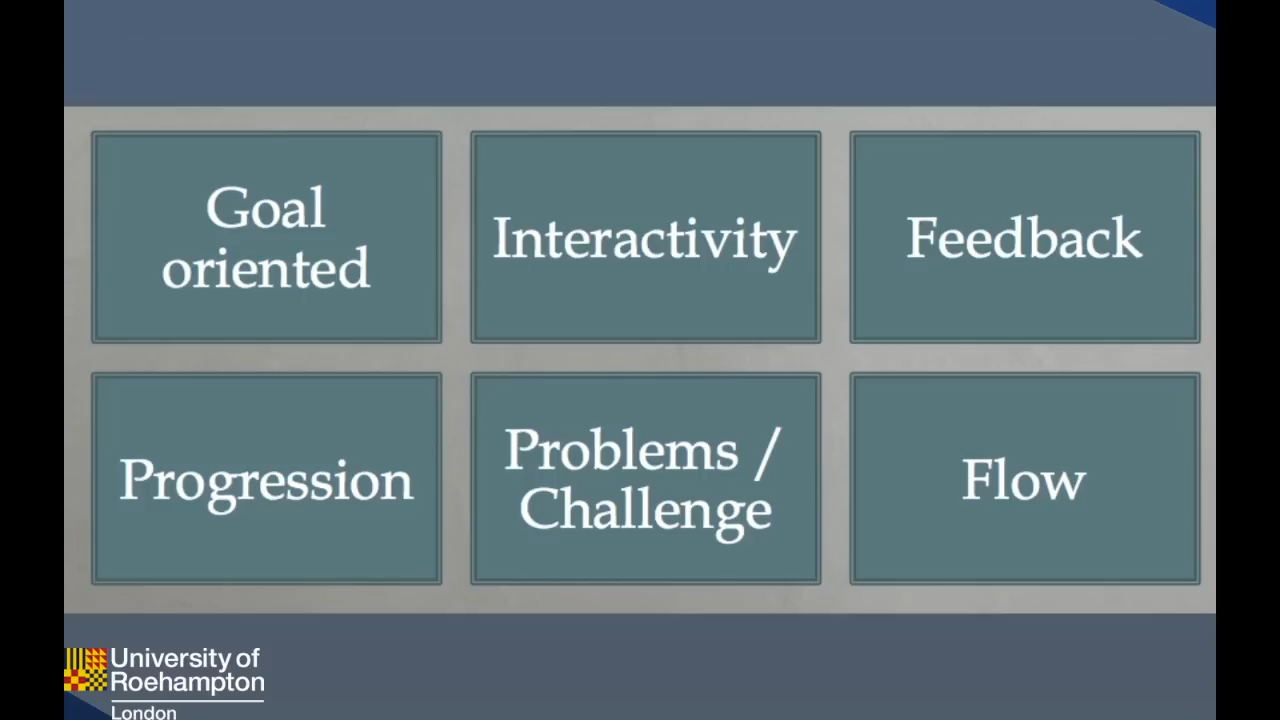 Goal
oriented
Interactivity
Feedback
Progression
Problems /
Challenge
Flow
University of
Roehampton
London